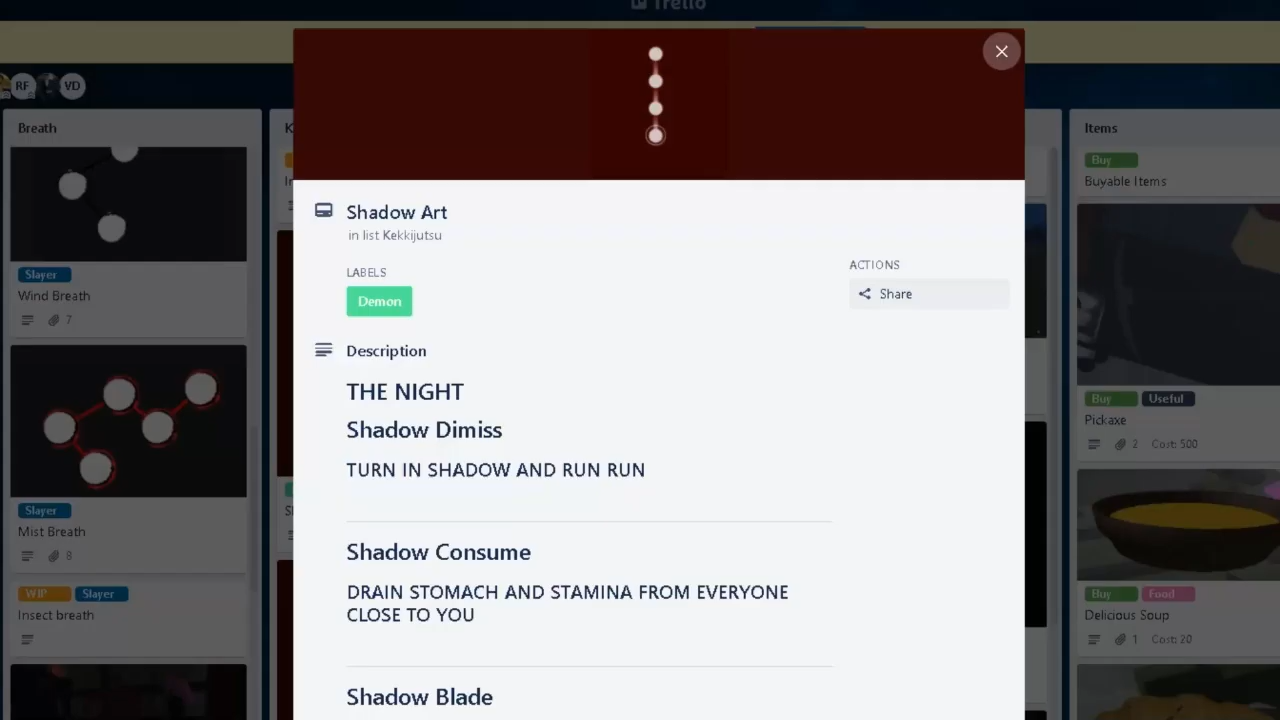 Trello
RF
VD
Breath
Slayer
Wind Breath
7
Slayer
Mist Breath
8
WIP Slayer
Insect breath
K
Shadow Art
in list Kekkijutsu
LABELS
Demon
ACTIONS
Share
Description
THE NIGHT
Shadow Dimiss
TURN IN SHADOW AND RUN RUN
Shadow Consume
DRAIN STOMACH AND STAMINA FROM EVERYONE
CLOSE TO YOU
Shadow Blade
Items
Buy
Buyable Items
Buy Useful
Pickaxe
2 Cost: 500
Buy Food
Delicious Soup
1 Cost: 20